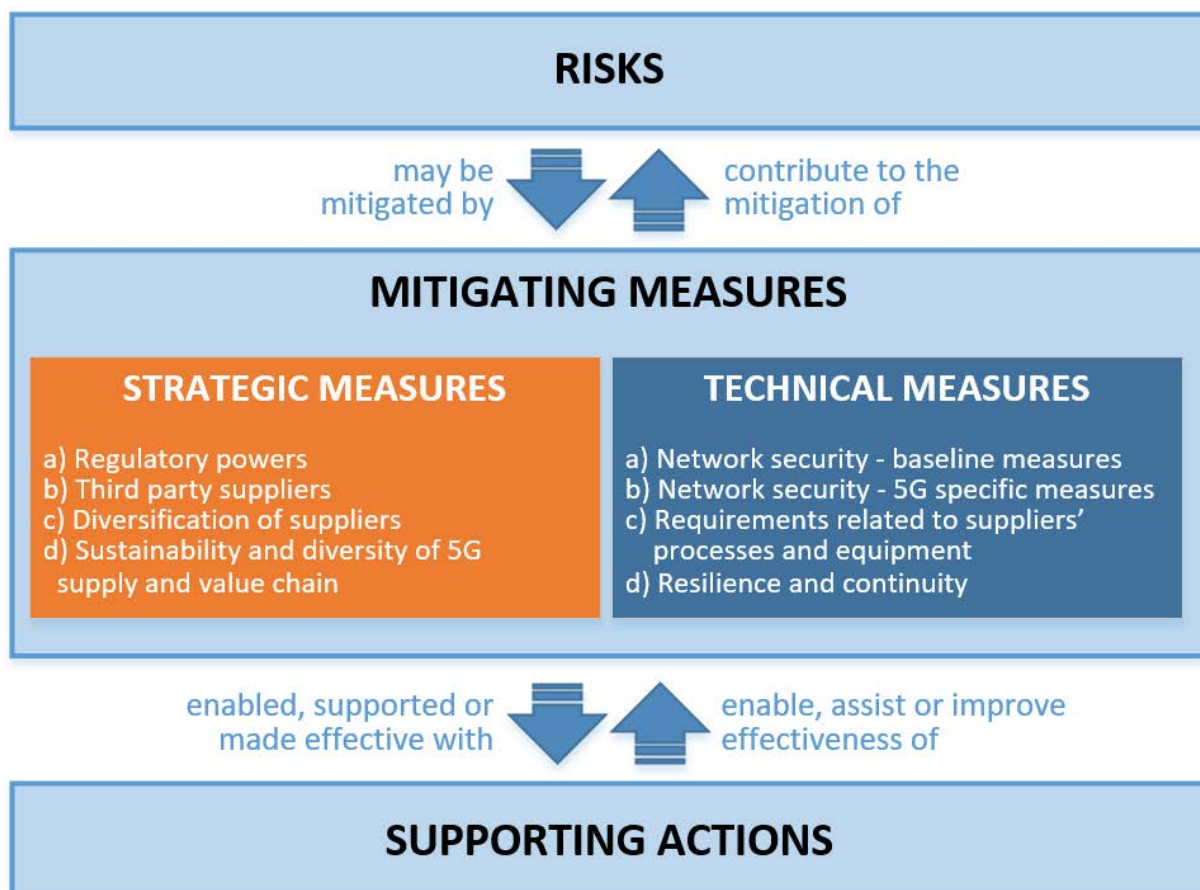 RISKS
may be
mitigated by
contribute to the
mitigation of
MITIGATING MEASURES
STRATEGIC MEASURES
a) Regulatory powers
b) Third party suppliers
c) Diversification of suppliers
d) Sustainability and diversity of 5G
supply and value chain
TECHNICAL MEASURES
a) Network security - baseline measures
b) Network security - 5G specific measures
c) Requirements related to suppliers’
processes and equipment
d) Resilience and continuity
enabled, supported or
made effective with
enable, assist or improve
effectiveness of
SUPPORTING ACTIONS